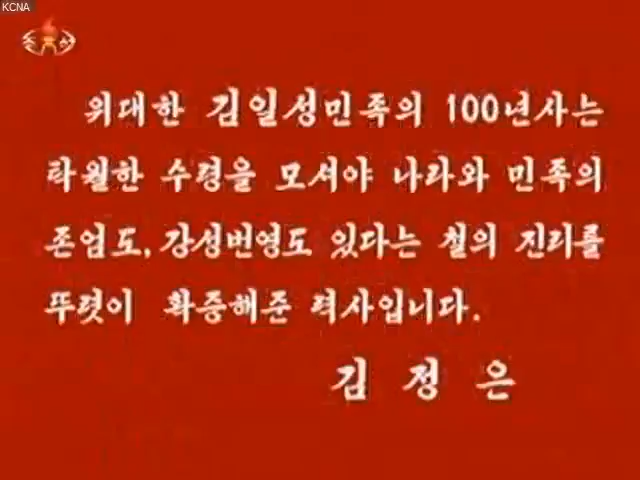 KCNA
위대한 김일성민족의 100년사는
탁월한 수령을 모셔야 나라와 민족의
존엄도, 강성번영도 있다는 철의 진리를
뚜렷이 확증해준 력사입니다.
김 정 은